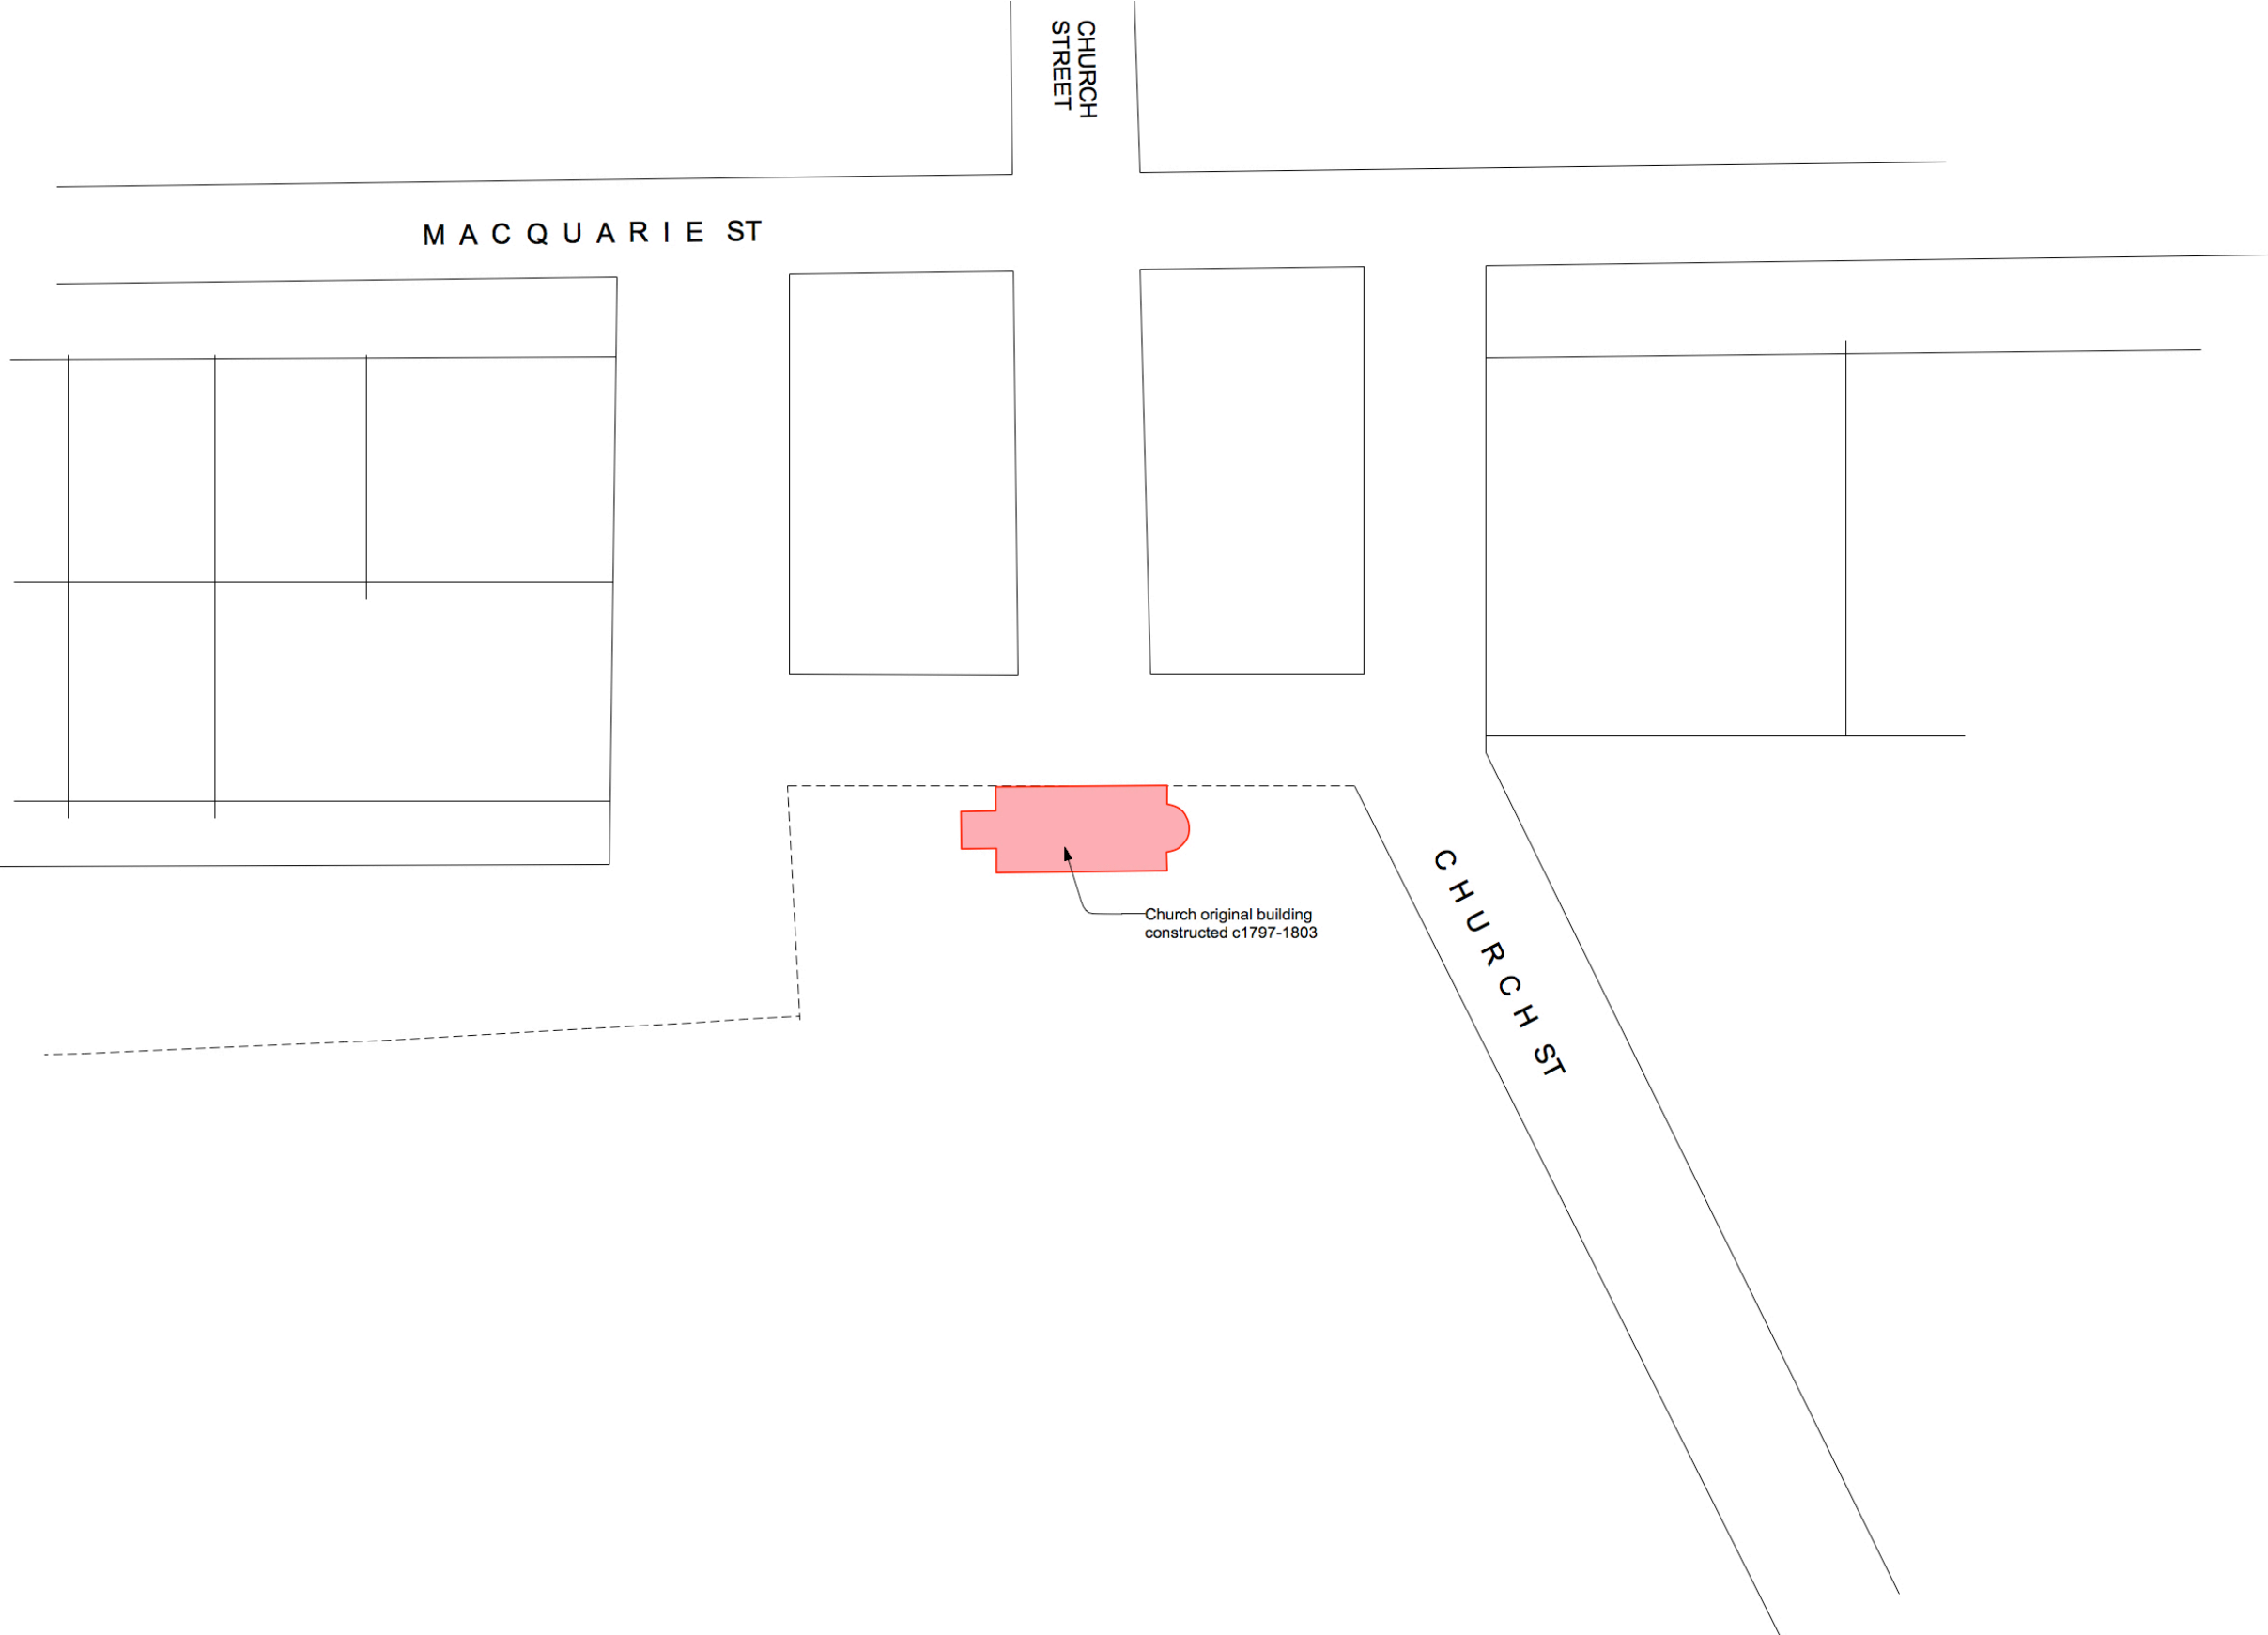 CHURCH
STREET
MACQUARIE ST
Church original building
constructed c1797-1803
CHURCH ST